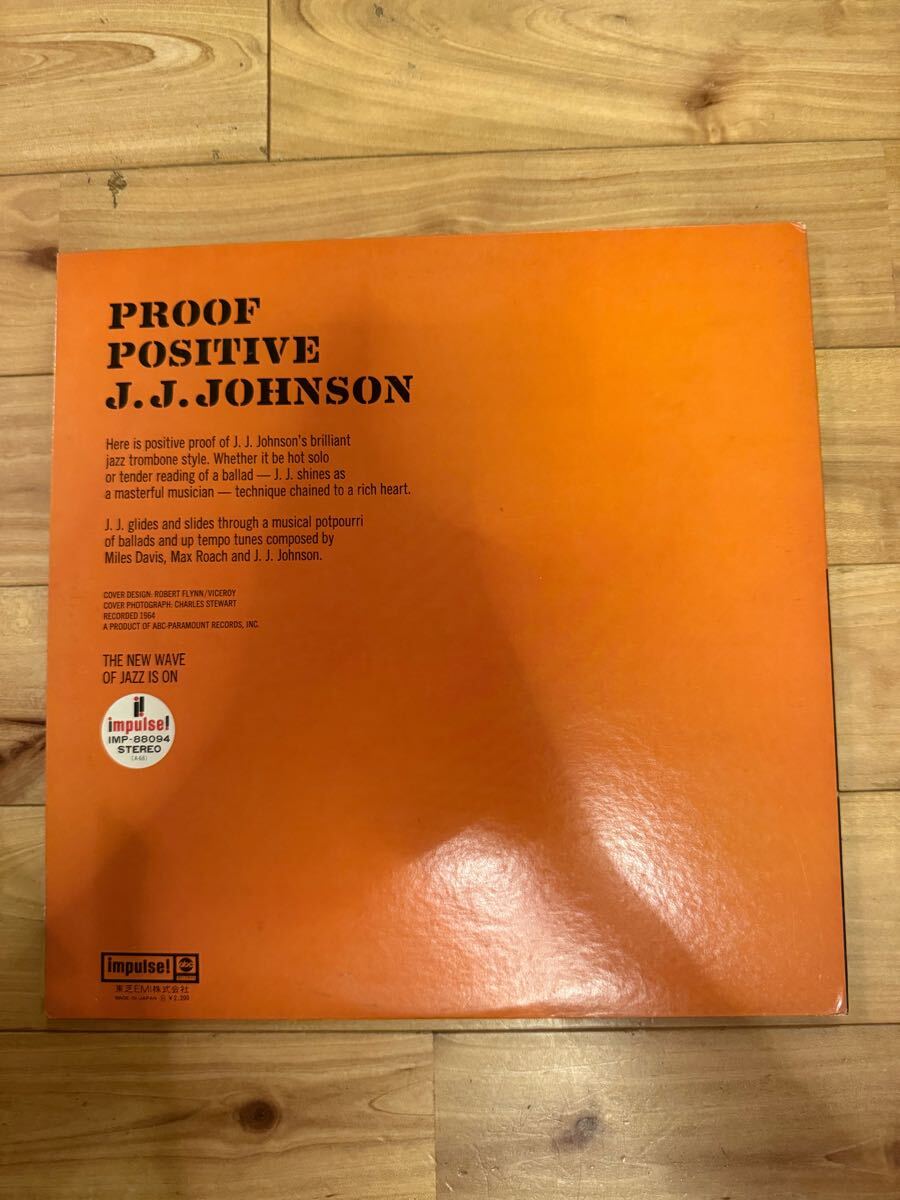 PROOF
POSITIVE
J.J.JOHNSON
Here is positive proof of J. J. Johnson's brilliant
jazz trombone style. Whether it be hot solo
or tender reading of a ballad — J. J. shines as
a masterful musician — technique chained to a rich heart.
J. J. glides and slides through a musical potpourri
of ballads and up tempo tunes composed by
Miles Davis, Max Roach and J. J. Johnson.
COVER DESIGN: ROBERT FLYNN/VICEROY
COVER PHOTOGRAPH: CHARLES STEWART
RECORDED 1964
A PRODUCT OF ABC-PARAMOUNT RECORDS, INC.
THE NEW WAVE
OF JAZZ IS ON
impulse!
IMP-88094
STEREO
(A-68)
impulse! abc
東芝EMI株式会社
MADE IN JAPAN ¥2,200